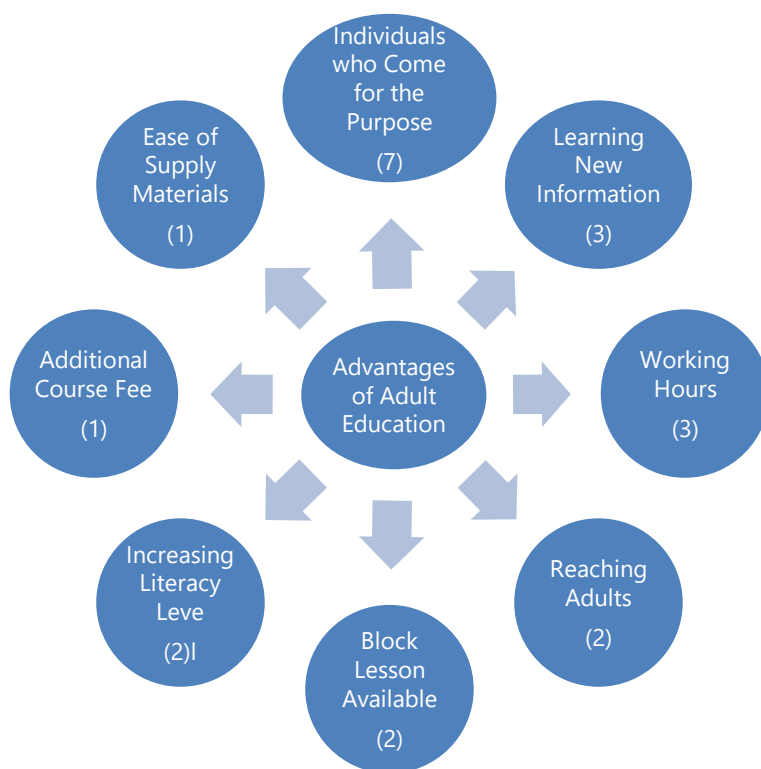 Individuals
who Come
for the
Purpose
(7)
Learning
New
Information
(3)
Working
Hours
(3)
Reaching
Adults
(2)
Block
Lesson
Available
(2)
Increasing
Literacy
Leve
(2)l
Additional
Course Fee
(1)
Ease of
Supply
Materials
(1)
Advantages
of Adult
Education